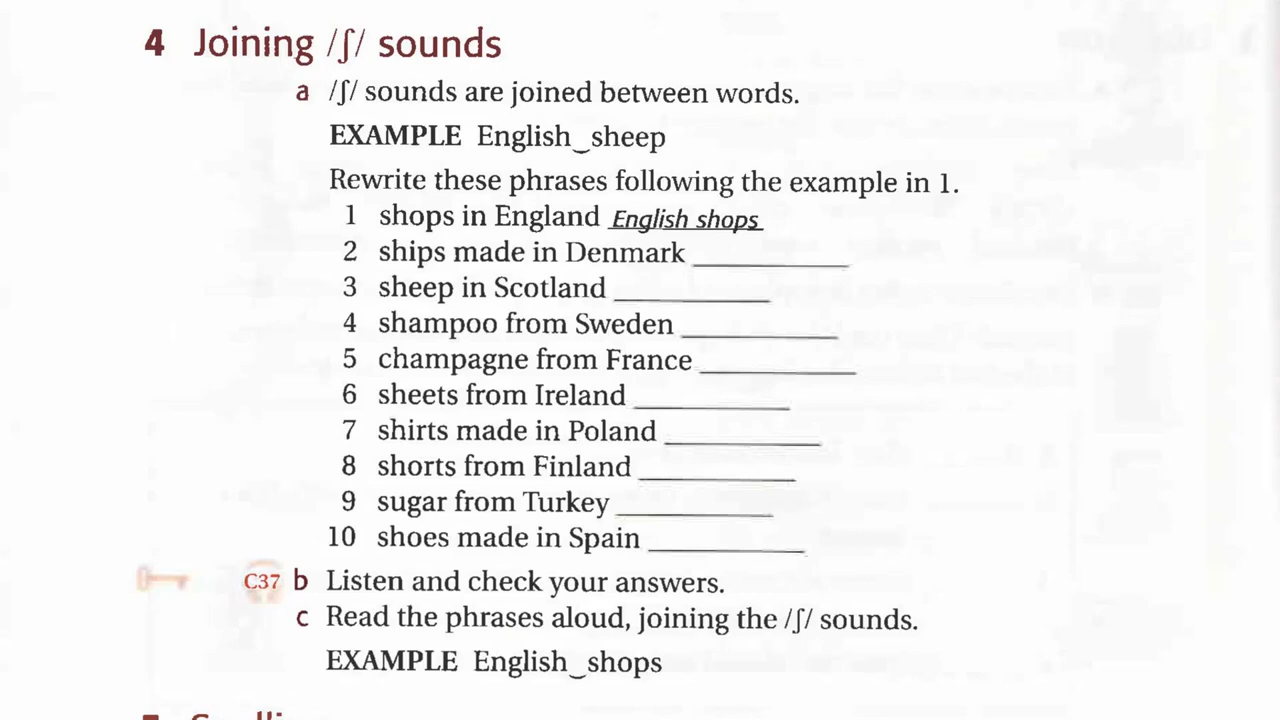 4 Joining /ʃ/ sounds
a /ʃ/ sounds are joined between words.
EXAMPLE English‿sheep
Rewrite these phrases following the example in 1.
1 shops in England English shops
2 ships made in Denmark
3 sheep in Scotland
4 shampoo from Sweden
5 champagne from France
6 sheets from Ireland
7 shirts made in Poland
8 shorts from Finland
9 sugar from Turkey
10 shoes made in Spain
C37 b Listen and check your answers.
c Read the phrases aloud, joining the /ʃ/ sounds.
EXAMPLE English‿shops